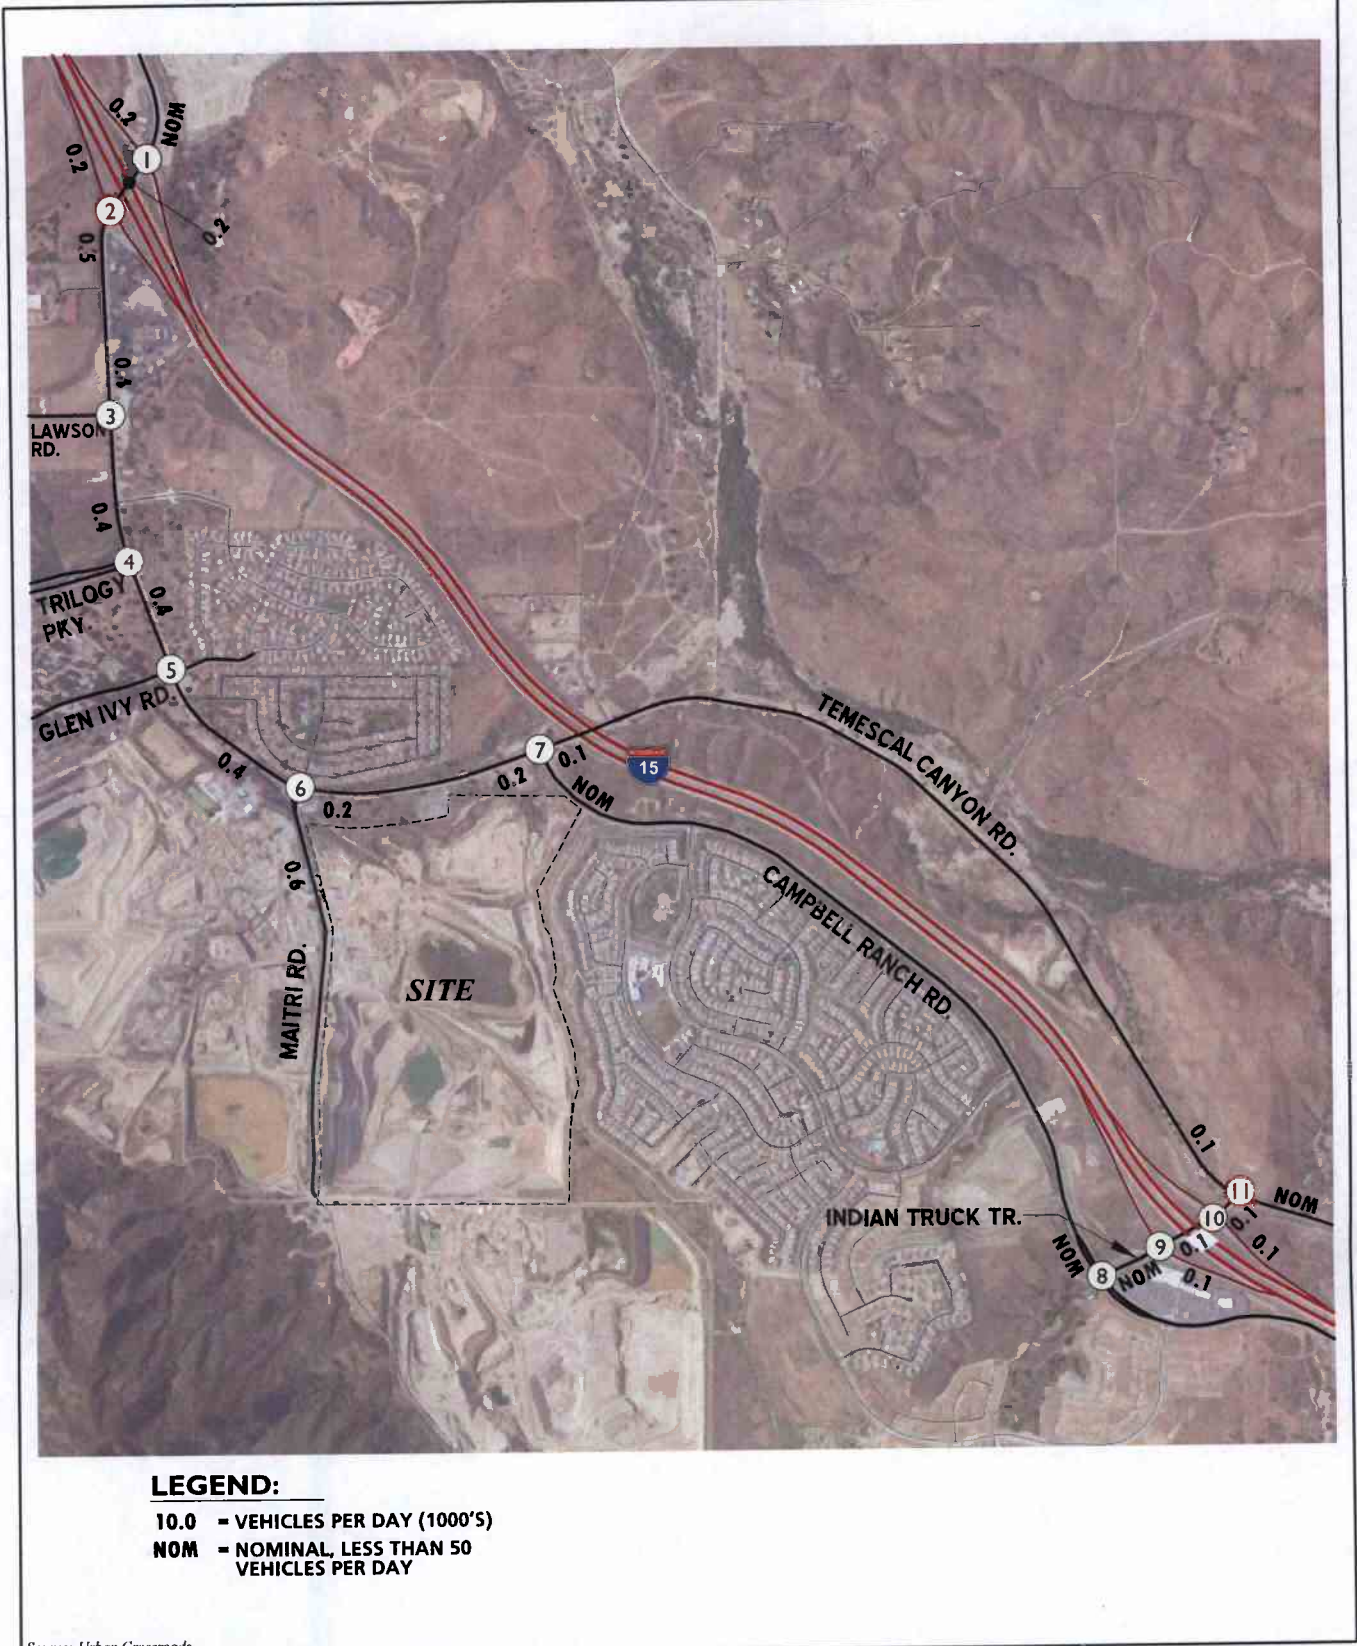 0.2
NOM
0.2
1
2
0.2
0.5
0.4
3
LAWSON
RD.
0.4
4
TRILOGY
PKY.
0.4
5
GLEN IVY RD.
0.4
6
0.2
0.2
7
0.1
NOM
15
TEMESCAL CANYON RD.
CAMPBELL RANCH RD.
0.6
MAITRI RD.
SITE
0.1
11
NOM
10
0.1
0.1
INDIAN TRUCK TR.
9
0.1
NOM
8
NOM
0.1
LEGEND:
10.0 = VEHICLES PER DAY (1000'S)
NOM = NOMINAL, LESS THAN 50
VEHICLES PER DAY
Source: Urban Crossroads